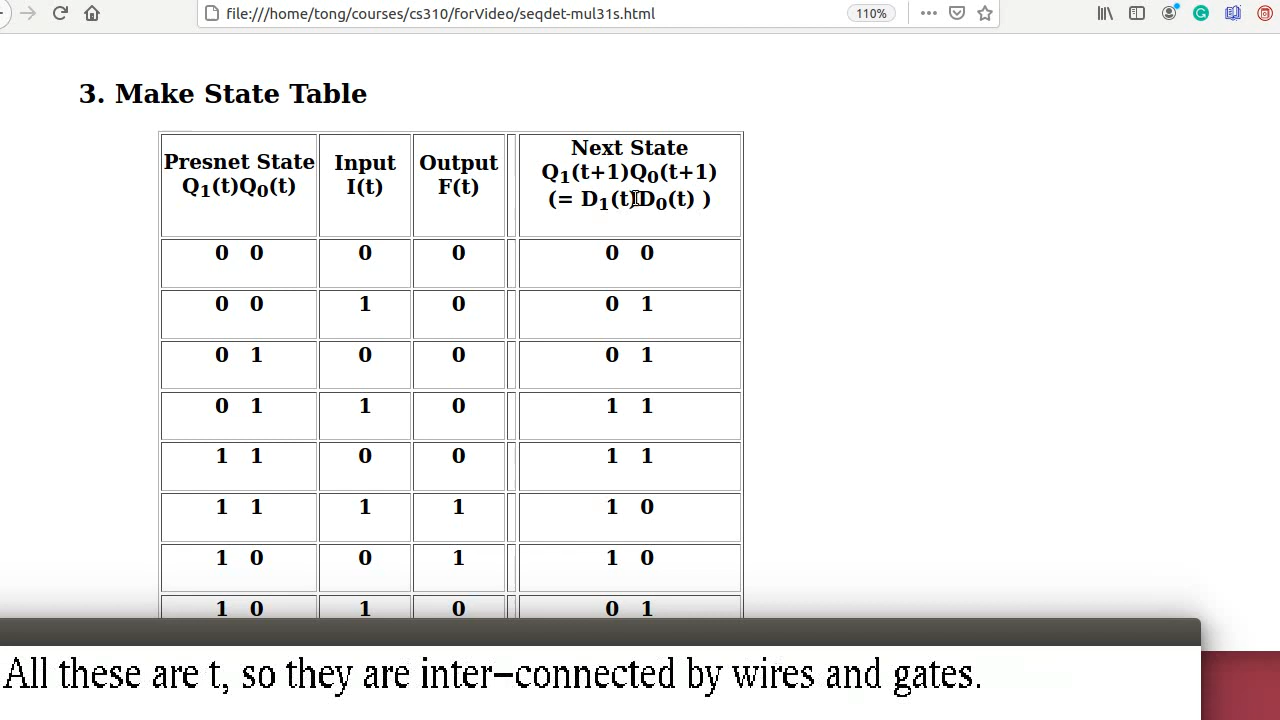 file:///home/tong/courses/cs310/forVideo/seqdet-mul31s.html 110%
3. Make State Table
Presnet State Input Output Next State
Q1(t)Q0(t) I(t) F(t) Q1(t+1)Q0(t+1)
(= D1(t)D0(t) )
0 0 0 0 0 0
0 0 1 0 0 1
0 1 0 0 0 1
0 1 1 0 1 1
1 1 0 0 1 1
1 1 1 1 1 0
1 0 0 1 1 0
1 0 1 0 0 1
All these are t, so they are inter-connected by wires and gates.